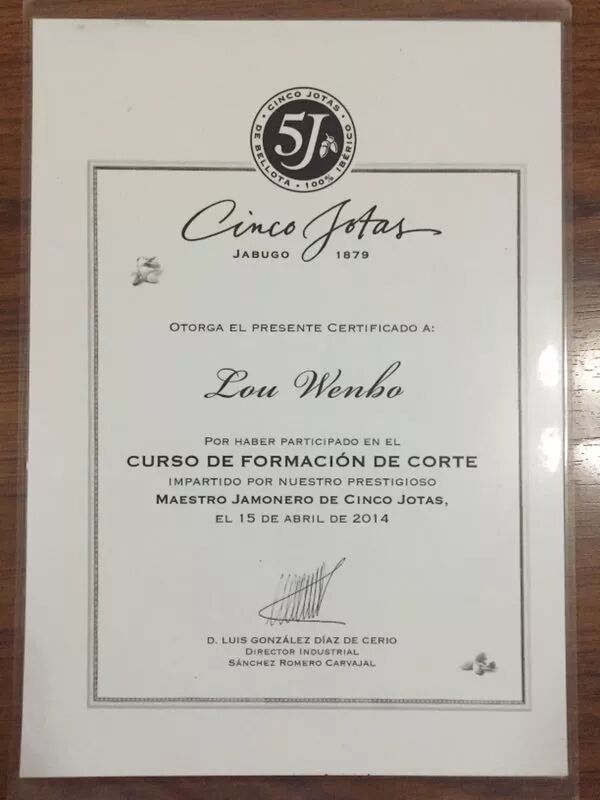 CINCO JOTAS
5J
DE BELLOTA · 100% IBÉRICO
Cinco Jotas
JABUGO 1879
OTORGA EL PRESENTE CERTIFICADO A:
Lou Wenbo
POR HABER PARTICIPADO EN EL
CURSO DE FORMACIÓN DE CORTE
IMPARTIDO POR NUESTRO PRESTIGIOSO
MAESTRO JAMONERO DE CINCO JOTAS,
EL 15 DE ABRIL DE 2014
D. LUIS GONZÁLEZ DÍAZ DE CERIO
DIRECTOR INDUSTRIAL
SÁNCHEZ ROMERO CARVAJAL